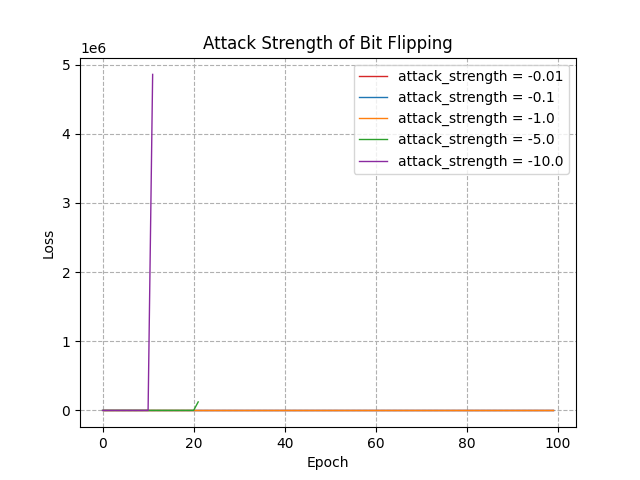 Attack Strength of Bit Flipping
1e6
5
4
3
2
1
0
Loss
attack_strength = -0.01
attack_strength = -0.1
attack_strength = -1.0
attack_strength = -5.0
attack_strength = -10.0
0 20 40 60 80 100
Epoch